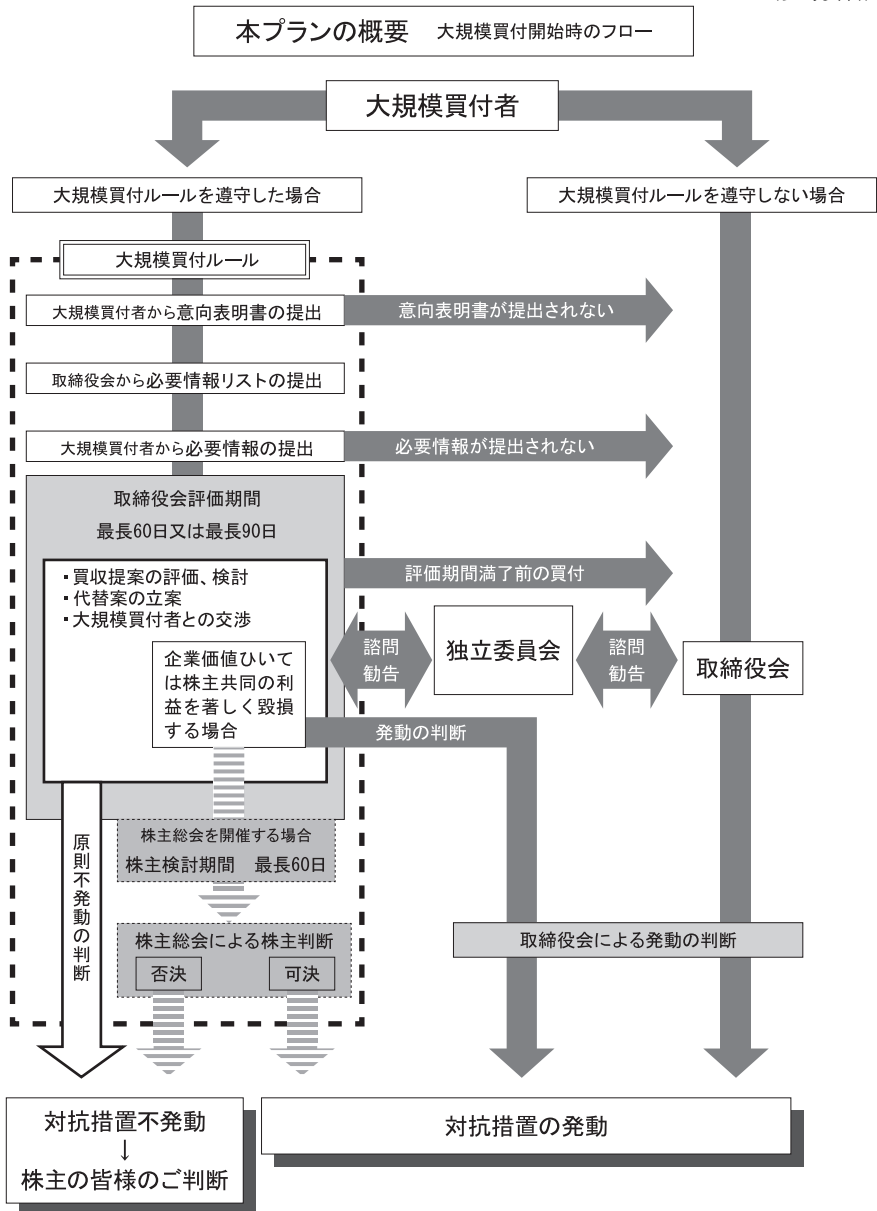 本プランの概要 大規模買付開始時のフロー
大規模買付者
大規模買付ルールを遵守した場合
大規模買付ルールを遵守しない場合
大規模買付ルール
大規模買付者から意向表明書の提出
意向表明書が提出されない
取締役会から必要情報リストの提出
大規模買付者から必要情報の提出
必要情報が提出されない
取締役会評価期間
最長60日又は最長90日
評価期間満了前の買付
・買収提案の評価、検討
・代替案の立案
・大規模買付者との交渉
企業価値ひいて
は株主共同の利
益を著しく毀損
する場合
諮問
勧告
独立委員会
諮問
勧告
取締役会
発動の判断
原則不発動の判断
株主総会を開催する場合
株主検討期間 最長60日
株主総会による株主判断
否決
可決
取締役会による発動の判断
対抗措置不発動
↓
株主の皆様のご判断
対抗措置の発動